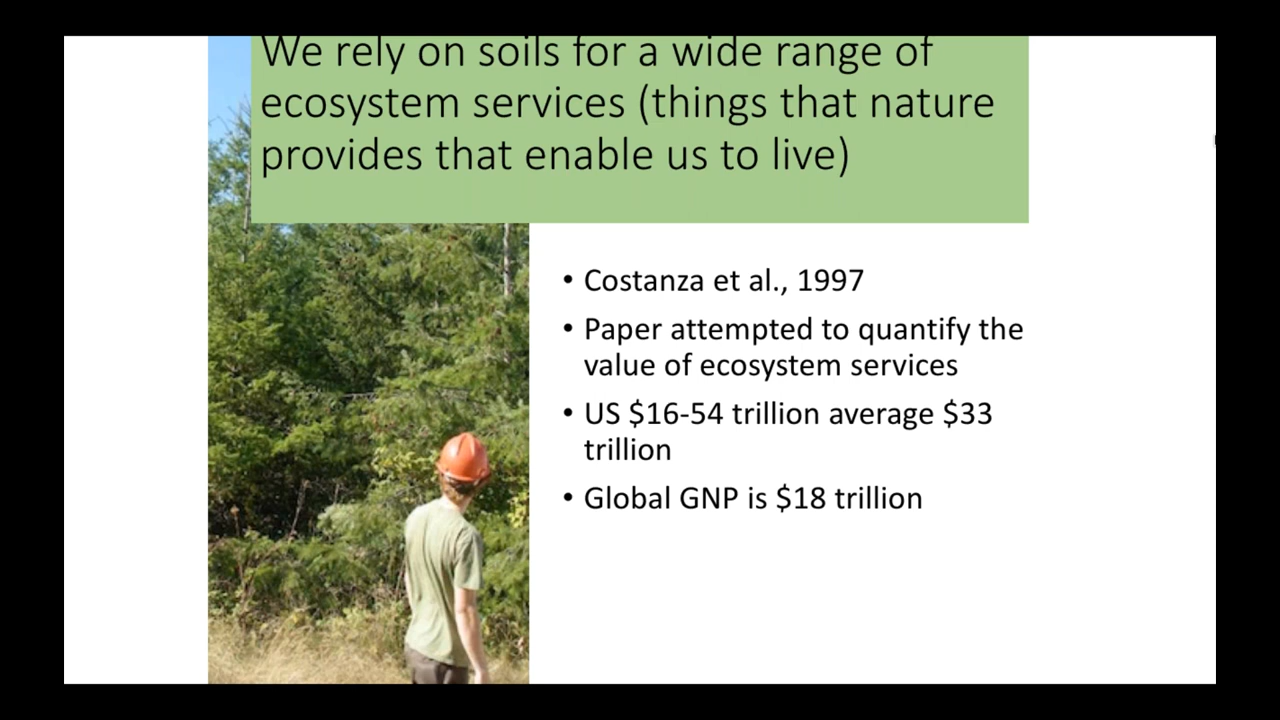 We rely on soils for a wide range of
ecosystem services (things that nature
provides that enable us to live)
• Costanza et al., 1997
• Paper attempted to quantify the
value of ecosystem services
• US $16-54 trillion average $33
trillion
• Global GNP is $18 trillion